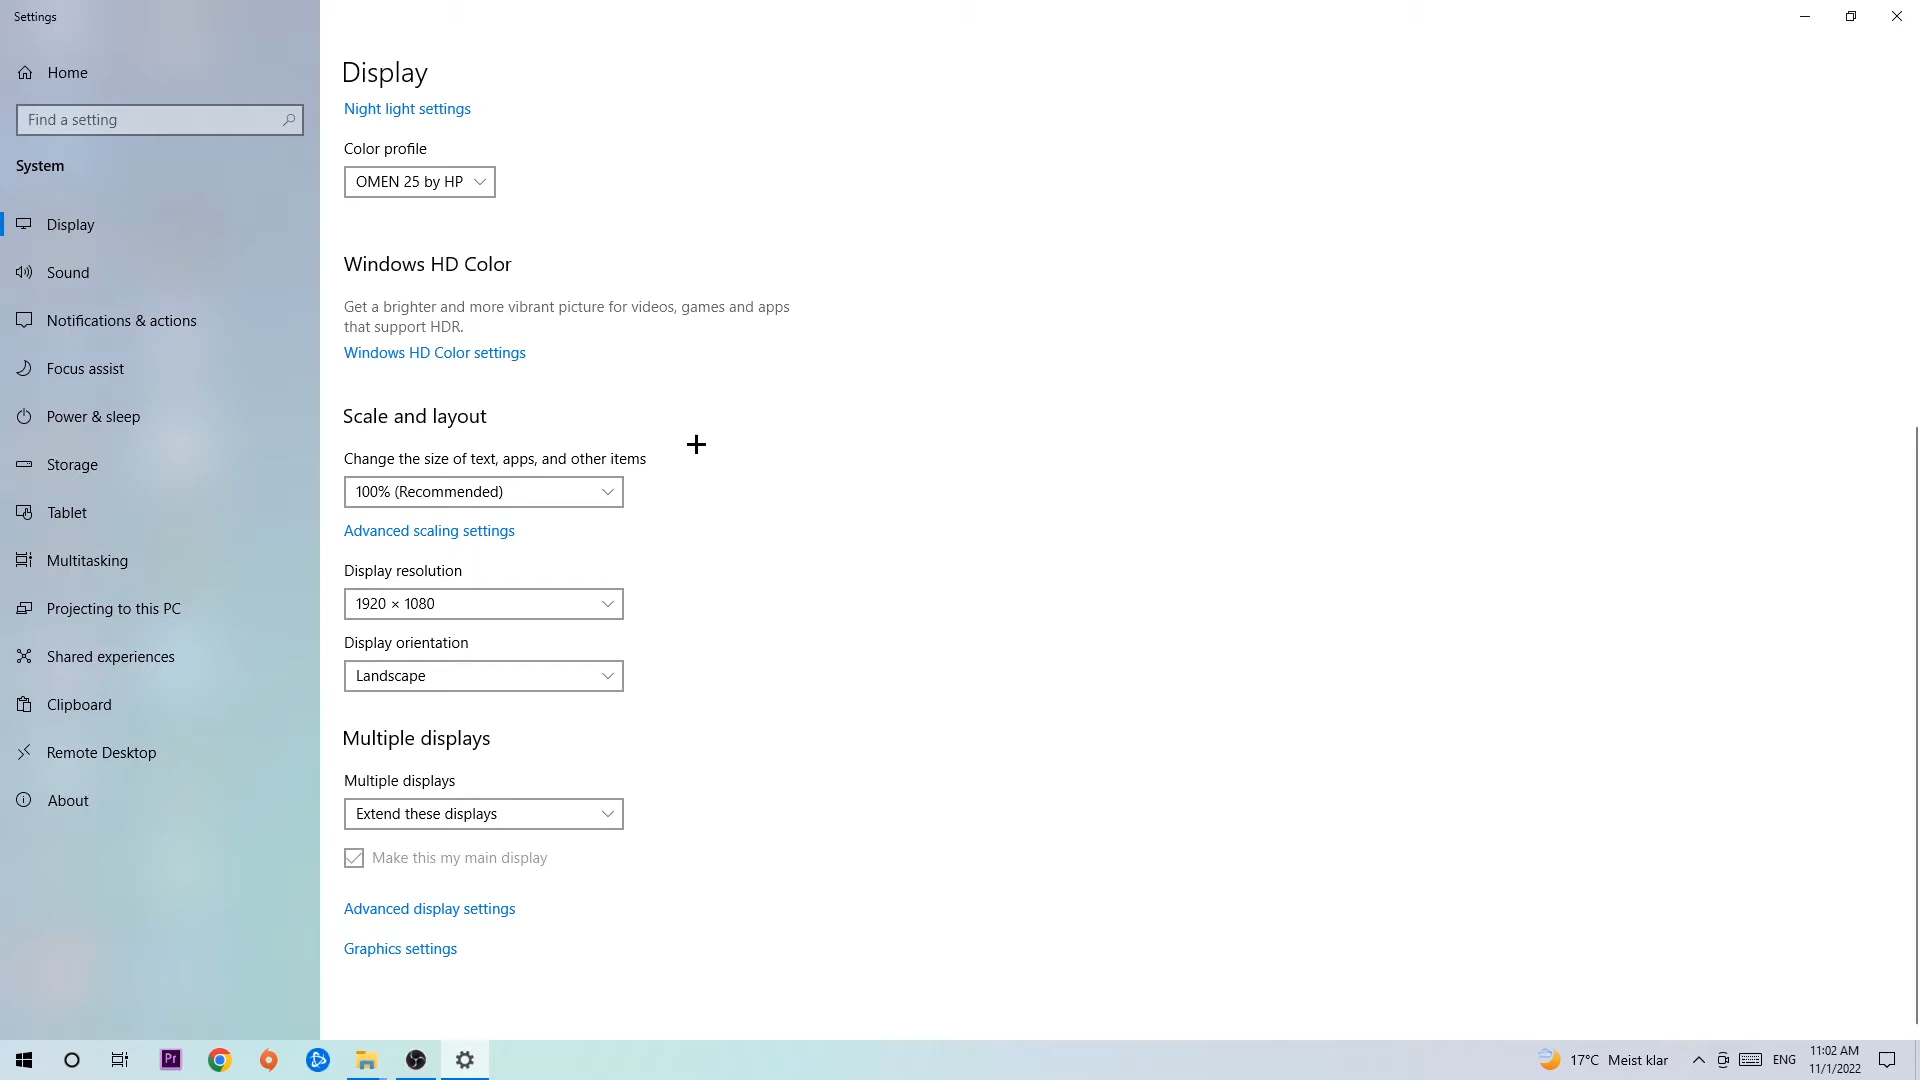 Settings
Home
Find a setting
System
Display
Sound
Notifications & actions
Focus assist
Power & sleep
Storage
Tablet
Multitasking
Projecting to this PC
Shared experiences
Clipboard
Remote Desktop
About
Display
Night light settings
Color profile
OMEN 25 by HP
Windows HD Color
Get a brighter and more vibrant picture for videos, games and apps
that support HDR.
Windows HD Color settings
Scale and layout
Change the size of text, apps, and other items
100% (Recommended)
Advanced scaling settings
Display resolution
1920 × 1080
Display orientation
Landscape
Multiple displays
Multiple displays
Extend these displays
Make this my main display
Advanced display settings
Graphics settings
Pr
17°C Meist klar
ENG
11:02 AM
11/1/2022